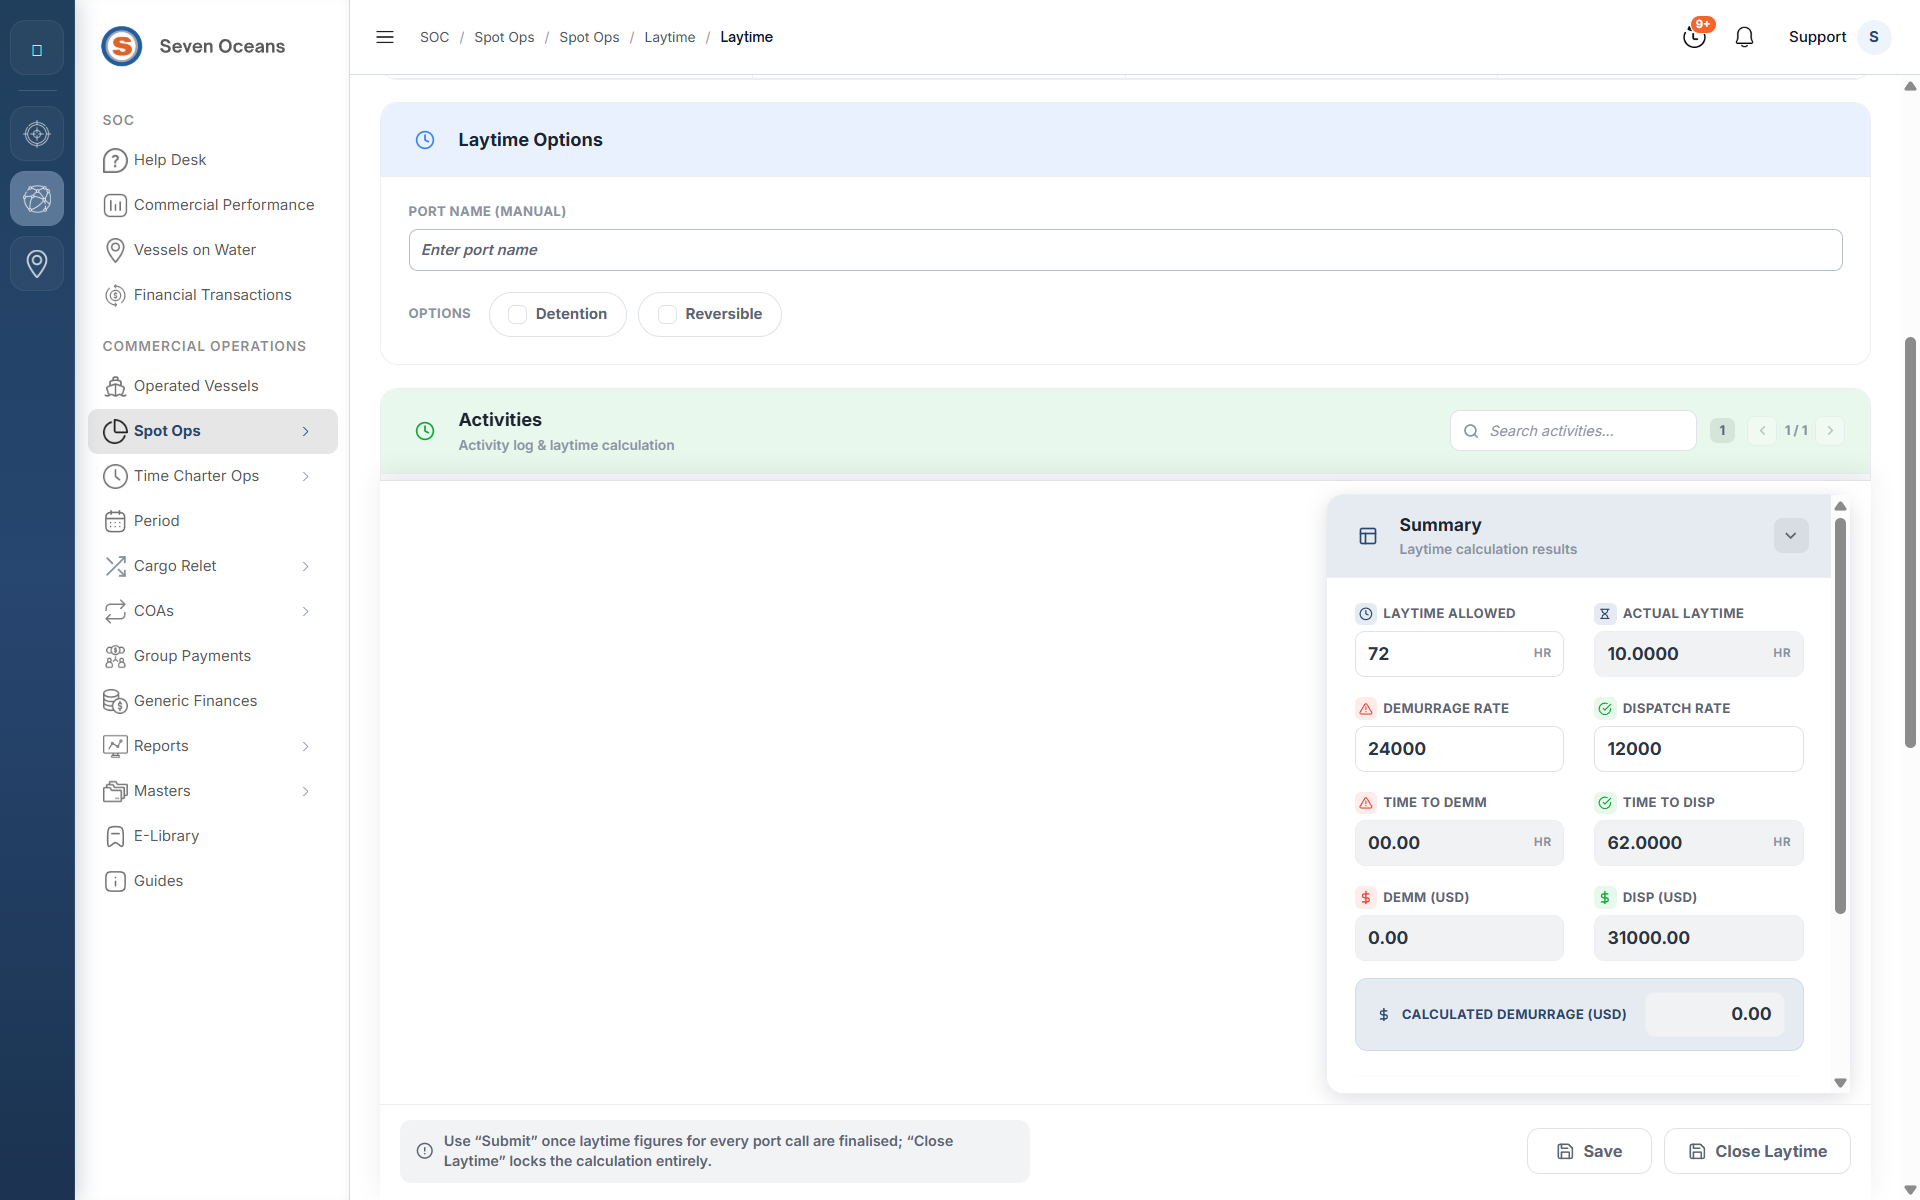 Seven Oceans
SOC / Spot Ops / Spot Ops / Laytime / Laytime
9+
Support
S
SOC
Help Desk
Commercial Performance
Vessels on Water
Financial Transactions
COMMERCIAL OPERATIONS
Operated Vessels
Spot Ops
Time Charter Ops
Period
Cargo Relet
COAs
Group Payments
Generic Finances
Reports
Masters
E-Library
Guides
Laytime Options
PORT NAME (MANUAL)
Enter port name
OPTIONS
Detention
Reversible
Activities
Activity log & laytime calculation
Search activities...
1
1 / 1
Summary
Laytime calculation results
LAYTIME ALLOWED
72 HR
ACTUAL LAYTIME
10.0000 HR
DEMURRAGE RATE
24000
DISPATCH RATE
12000
TIME TO DEMM
00.00 HR
TIME TO DISP
62.0000 HR
DEMM (USD)
0.00
DISP (USD)
31000.00
CALCULATED DEMURRAGE (USD)
0.00
Use “Submit” once laytime figures for every port call are finalised; “Close
Laytime” locks the calculation entirely.
Save
Close Laytime